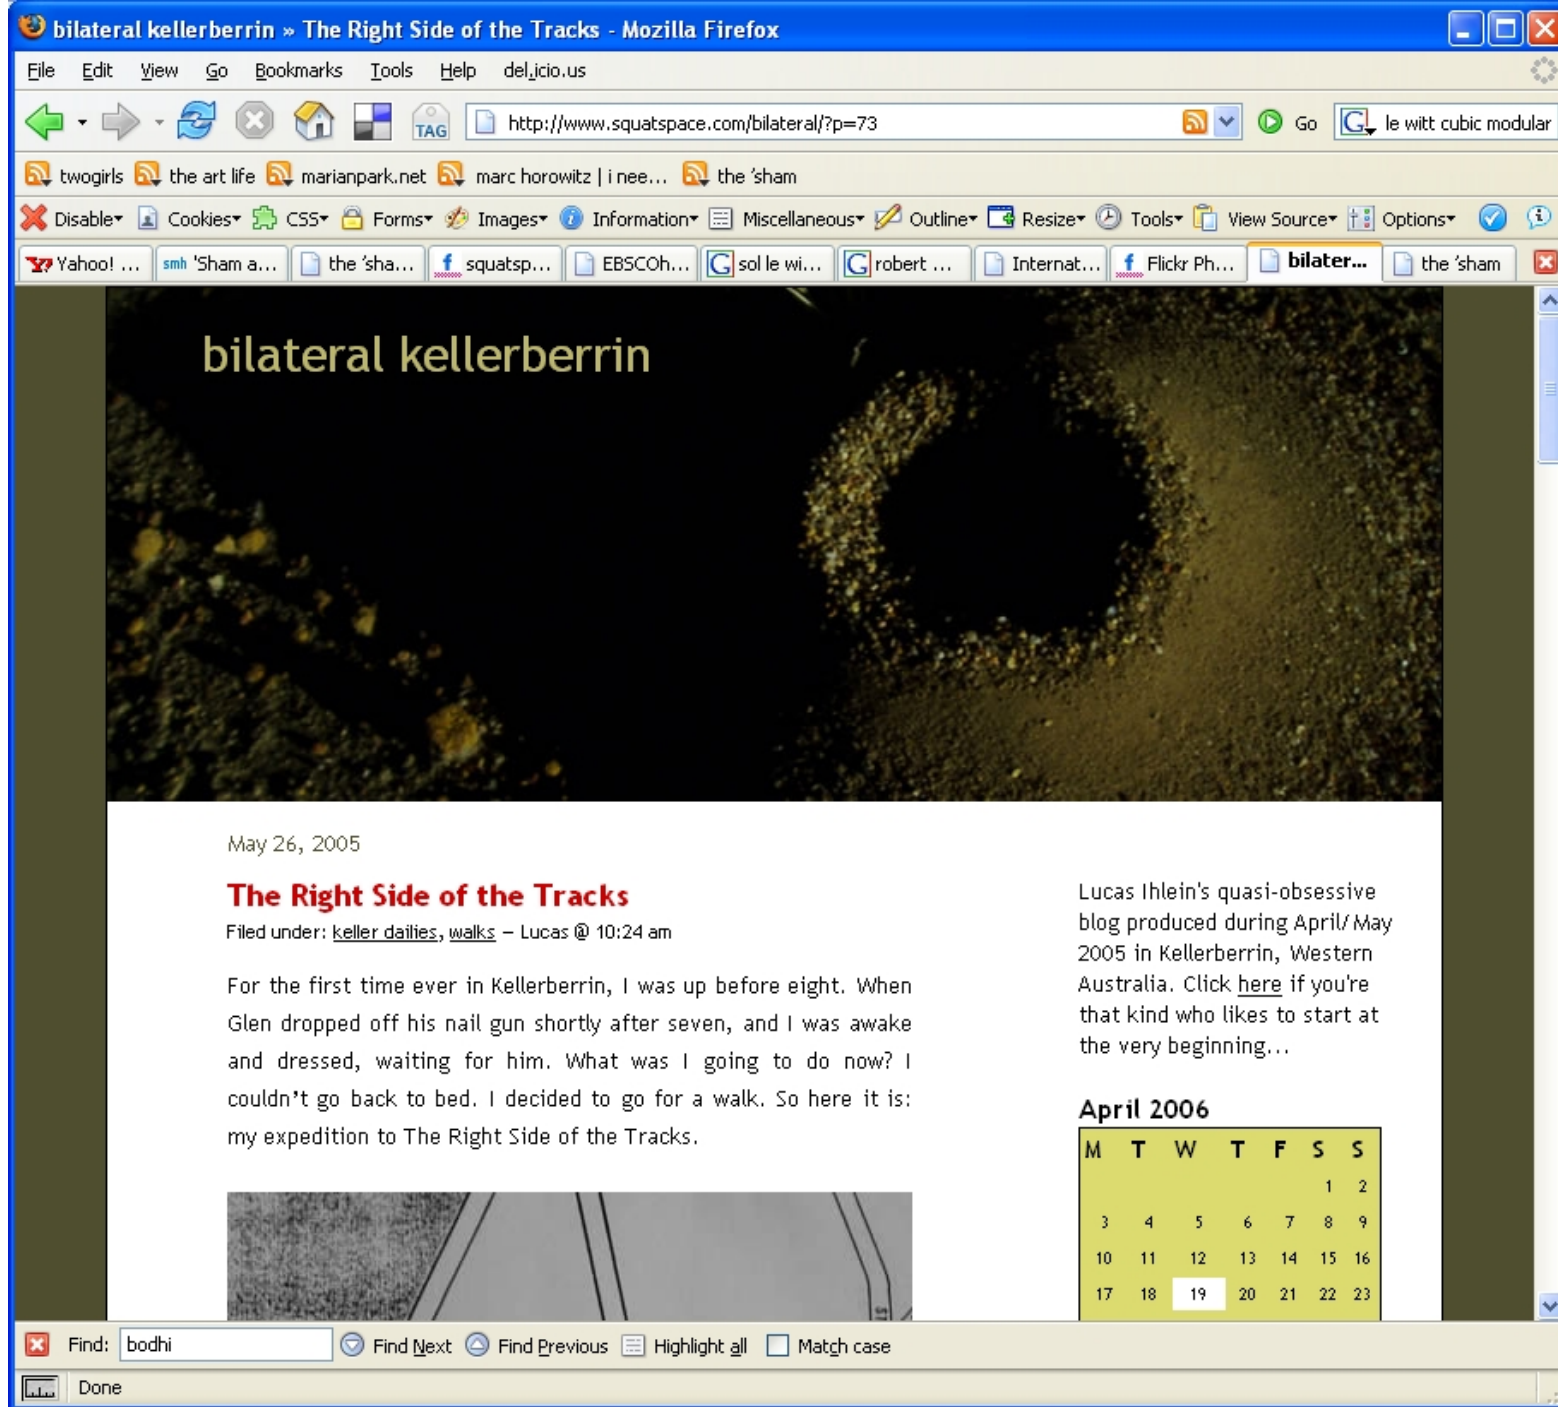 bilateral kellerberrin » The Right Side of the Tracks - Mozilla Firefox
File Edit View Go Bookmarks Tools Help del.icio.us
TAG http://www.squatspace.com/bilateral/?p=73 Go G le witt cubic modular
twogirls the art life marianpark.net marc horowitz | i nee... the 'sham
Disable Cookies CSS Forms Images Information Miscellaneous Outline Resize Tools View Source Options
Yahoo! ... smh 'Sham a... the 'sha... f squatsp... EBSCOh... G sol le wi... G robert ... Internat... f Flickr Ph... bilater... the 'sham
bilateral kellerberrin
May 26, 2005
The Right Side of the Tracks
Filed under: keller dailies, walks – Lucas @ 10:24 am
For the first time ever in Kellerberrin, I was up before eight. When
Glen dropped off his nail gun shortly after seven, and I was awake
and dressed, waiting for him. What was I going to do now? I
couldn't go back to bed. I decided to go for a walk. So here it is:
my expedition to The Right Side of the Tracks.
Lucas Ihlein's quasi-obsessive
blog produced during April/May
2005 in Kellerberrin, Western
Australia. Click here if you're
that kind who likes to start at
the very beginning...
April 2006
M T W T F S S
1 2
3 4 5 6 7 8 9
10 11 12 13 14 15 16
17 18 19 20 21 22 23
Find: bodhi Find Next Find Previous Highlight all Match case
Done